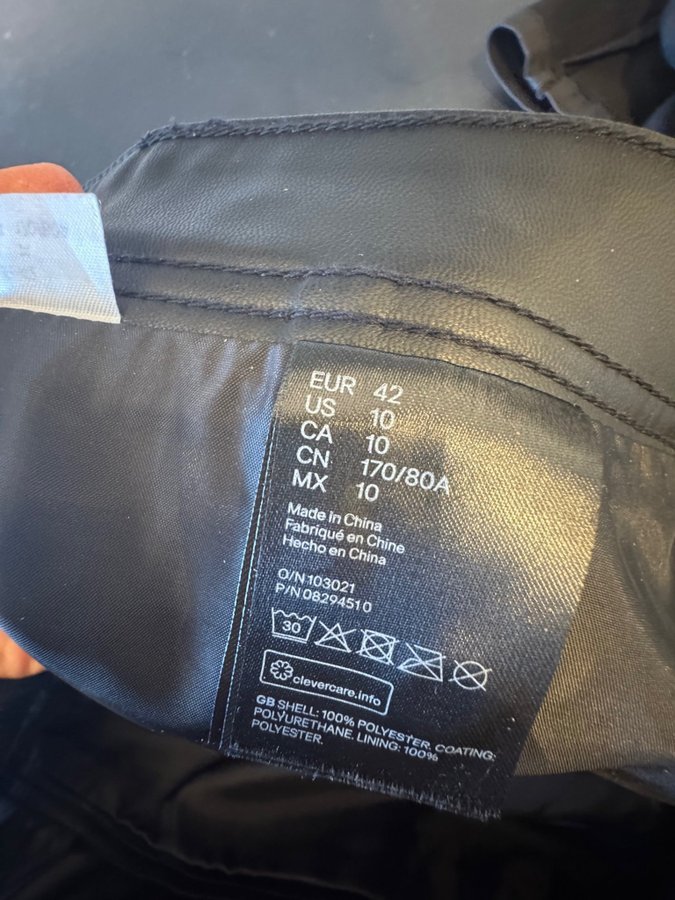 EUR 42
US 10
CA 10
CN 170/80A
MX 10
Made in China
Fabriqué en Chine
Hecho en China
O/N 103021
P/N 08294510
30
clevercare.info
GB SHELL: 100% POLYESTER. COATING:
POLYURETHANE. LINING: 100%
POLYESTER.